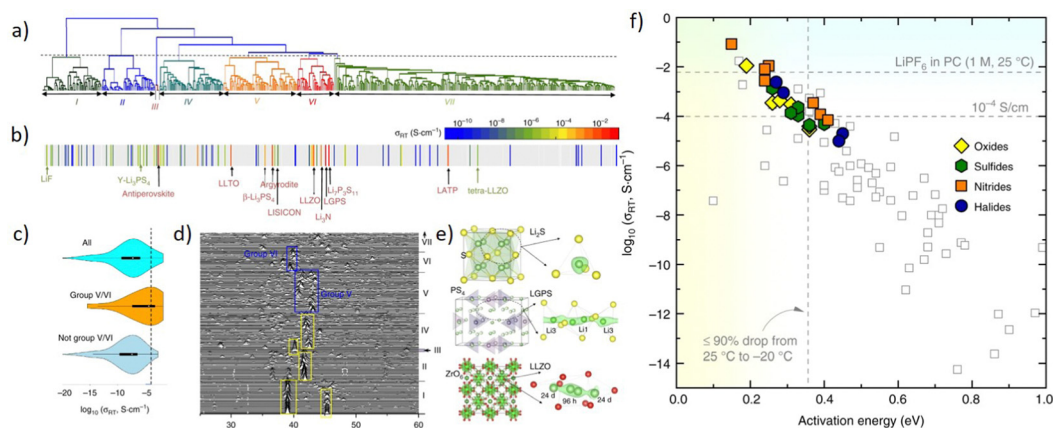 a)
I II III IV V VI VII
b)
σRT (S·cm⁻¹) 10⁻¹⁰ 10⁻⁸ 10⁻⁶ 10⁻⁴ 10⁻²
LiF
Y-Li₃PS₄
Antiperovskite
LLTO
β-Li₃PS₄
Argyrodite
LISICON
LLZO
Li₃N
LGPS
Li₇P₃S₁₁
LATP
tetra-LLZO
c)
All
Group V/VI
Not group V/VI
−20 −15 −10 −5
log₁₀ (σRT, S·cm⁻¹)
d)
Group VI
Group V
VII
VI
V
IV
III
II
I
30 40 50 60
e)
Li₂S
S
PS₄
LGPS
Li3 Li1 Li3
LLZO
24 d 96 h 24 d
f)
log₁₀ (σRT, S·cm⁻¹)
0
−2
−4
−6
−8
−10
−12
−14
LiPF₆ in PC (1 M, 25 °C)
10⁻⁴ S/cm
Oxides
Sulfides
Nitrides
Halides
≤ 90% drop from
25 °C to −20 °C
0.0 0.2 0.4 0.6 0.8 1.0
Activation energy (eV)